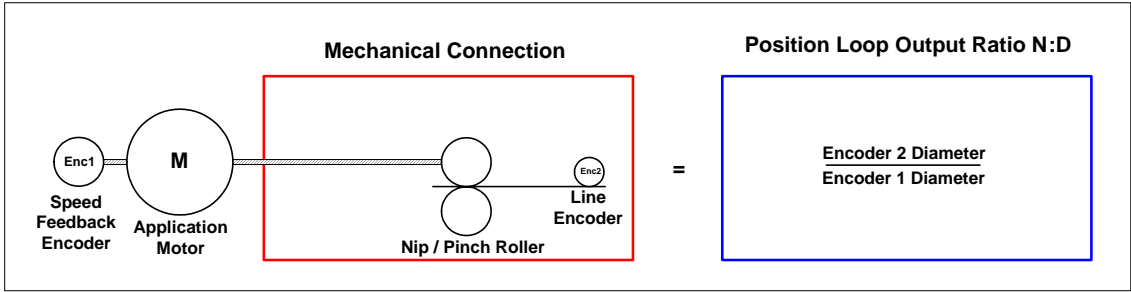 Mechanical Connection
Position Loop Output Ratio N:D
Enc1
M
Enc2
=
Encoder 2 Diameter
Encoder 1 Diameter
Speed
Feedback
Encoder
Application
Motor
Nip / Pinch Roller
Line
Encoder